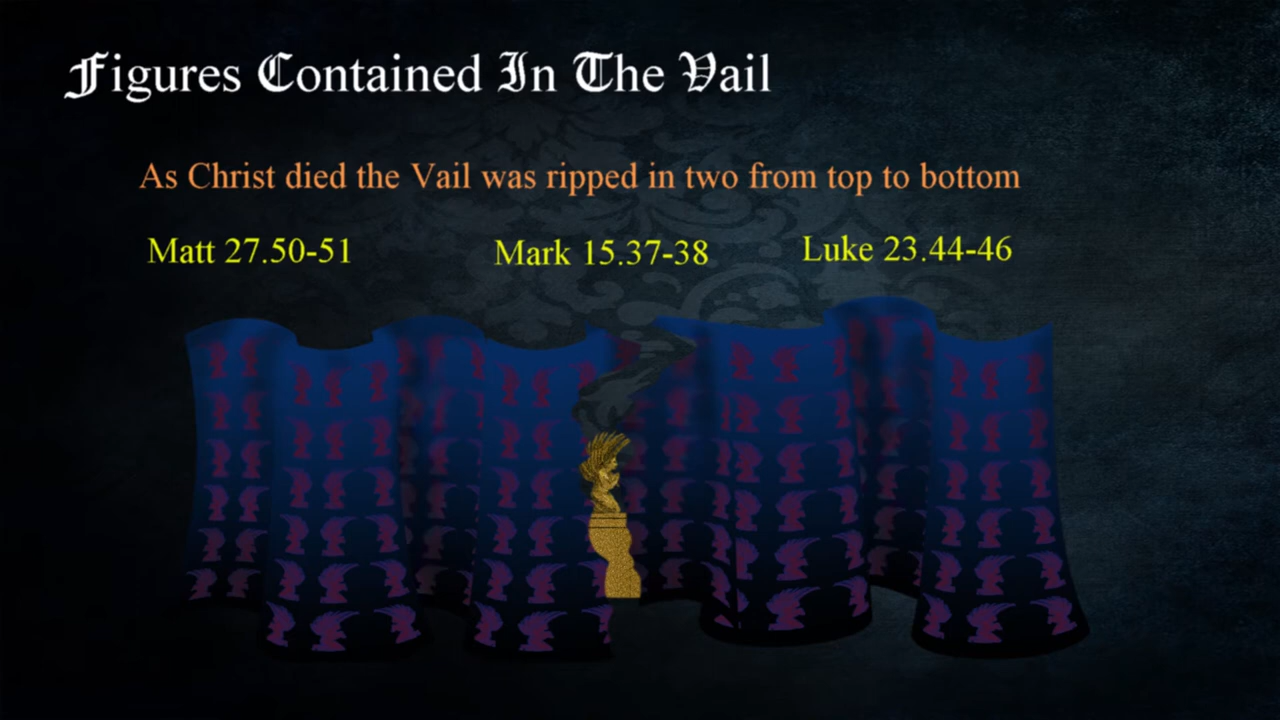 Figures Contained In The Vail
As Christ died the Vail was ripped in two from top to bottom
Matt 27.50-51 Mark 15.37-38 Luke 23.44-46